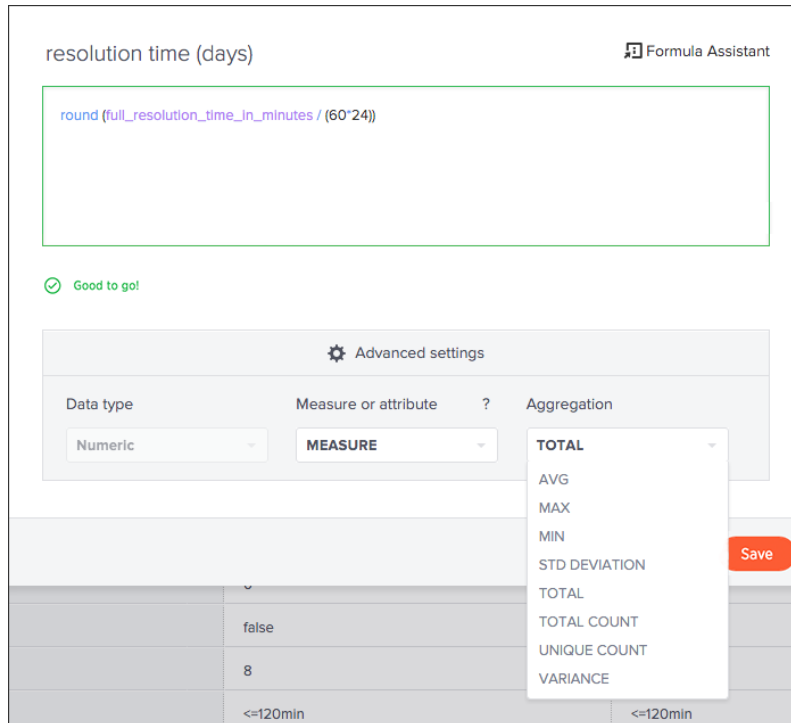 resolution time (days)
Formula Assistant
round (full_resolution_time_in_minutes / (60*24))
Good to go!
Advanced settings
Data type
Measure or attribute ?
Aggregation
Numeric
MEASURE
TOTAL
AVG
MAX
MIN
STD DEVIATION
TOTAL
TOTAL COUNT
UNIQUE COUNT
VARIANCE
Save
false
8
<=120min
<=120min